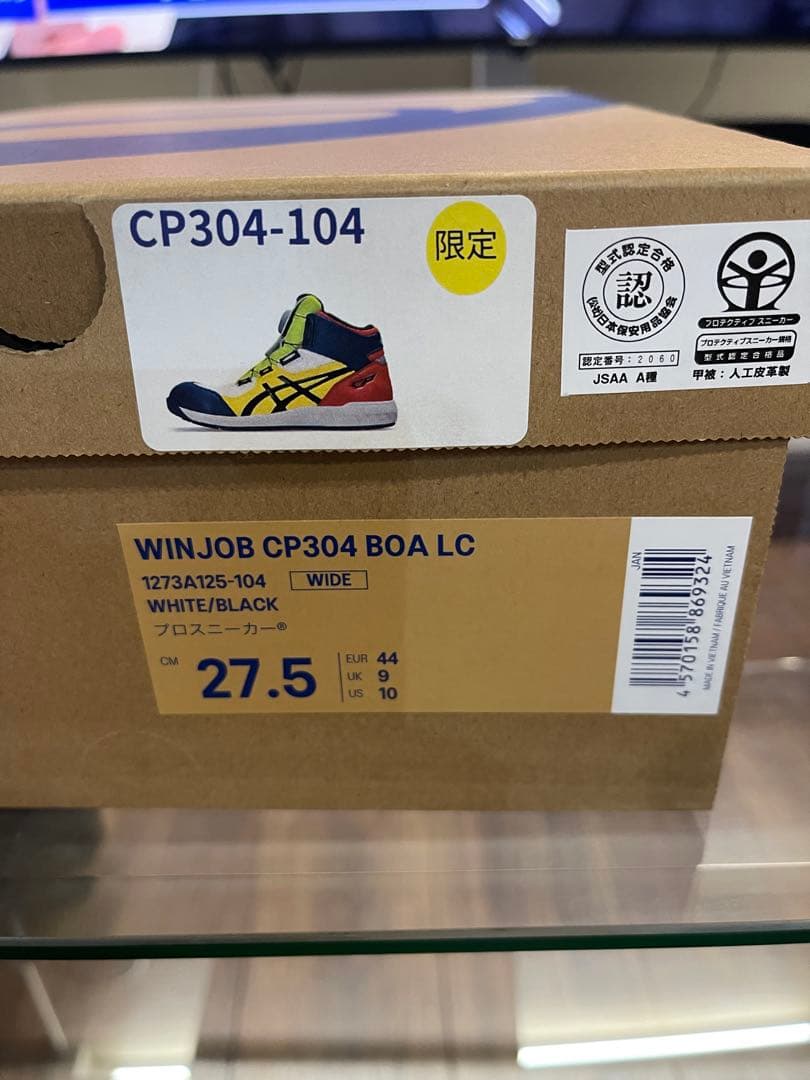 CP304-104
限定
型式認定合格
認
(公社)日本保安用品協会
認定番号：2060
JSAA A種
プロテクティブ スニーカー
プロテクティブスニーカー規格
型式認定合格品
甲被：人工皮革製
WINJOB CP304 BOA LC
1273A125-104 WIDE
WHITE/BLACK
プロスニーカー®
CM 27.5
EUR 44
UK 9
US 10
JAN
4 570158 869324
MADE IN VIETNAM / FABRIQUE AU VIETNAM